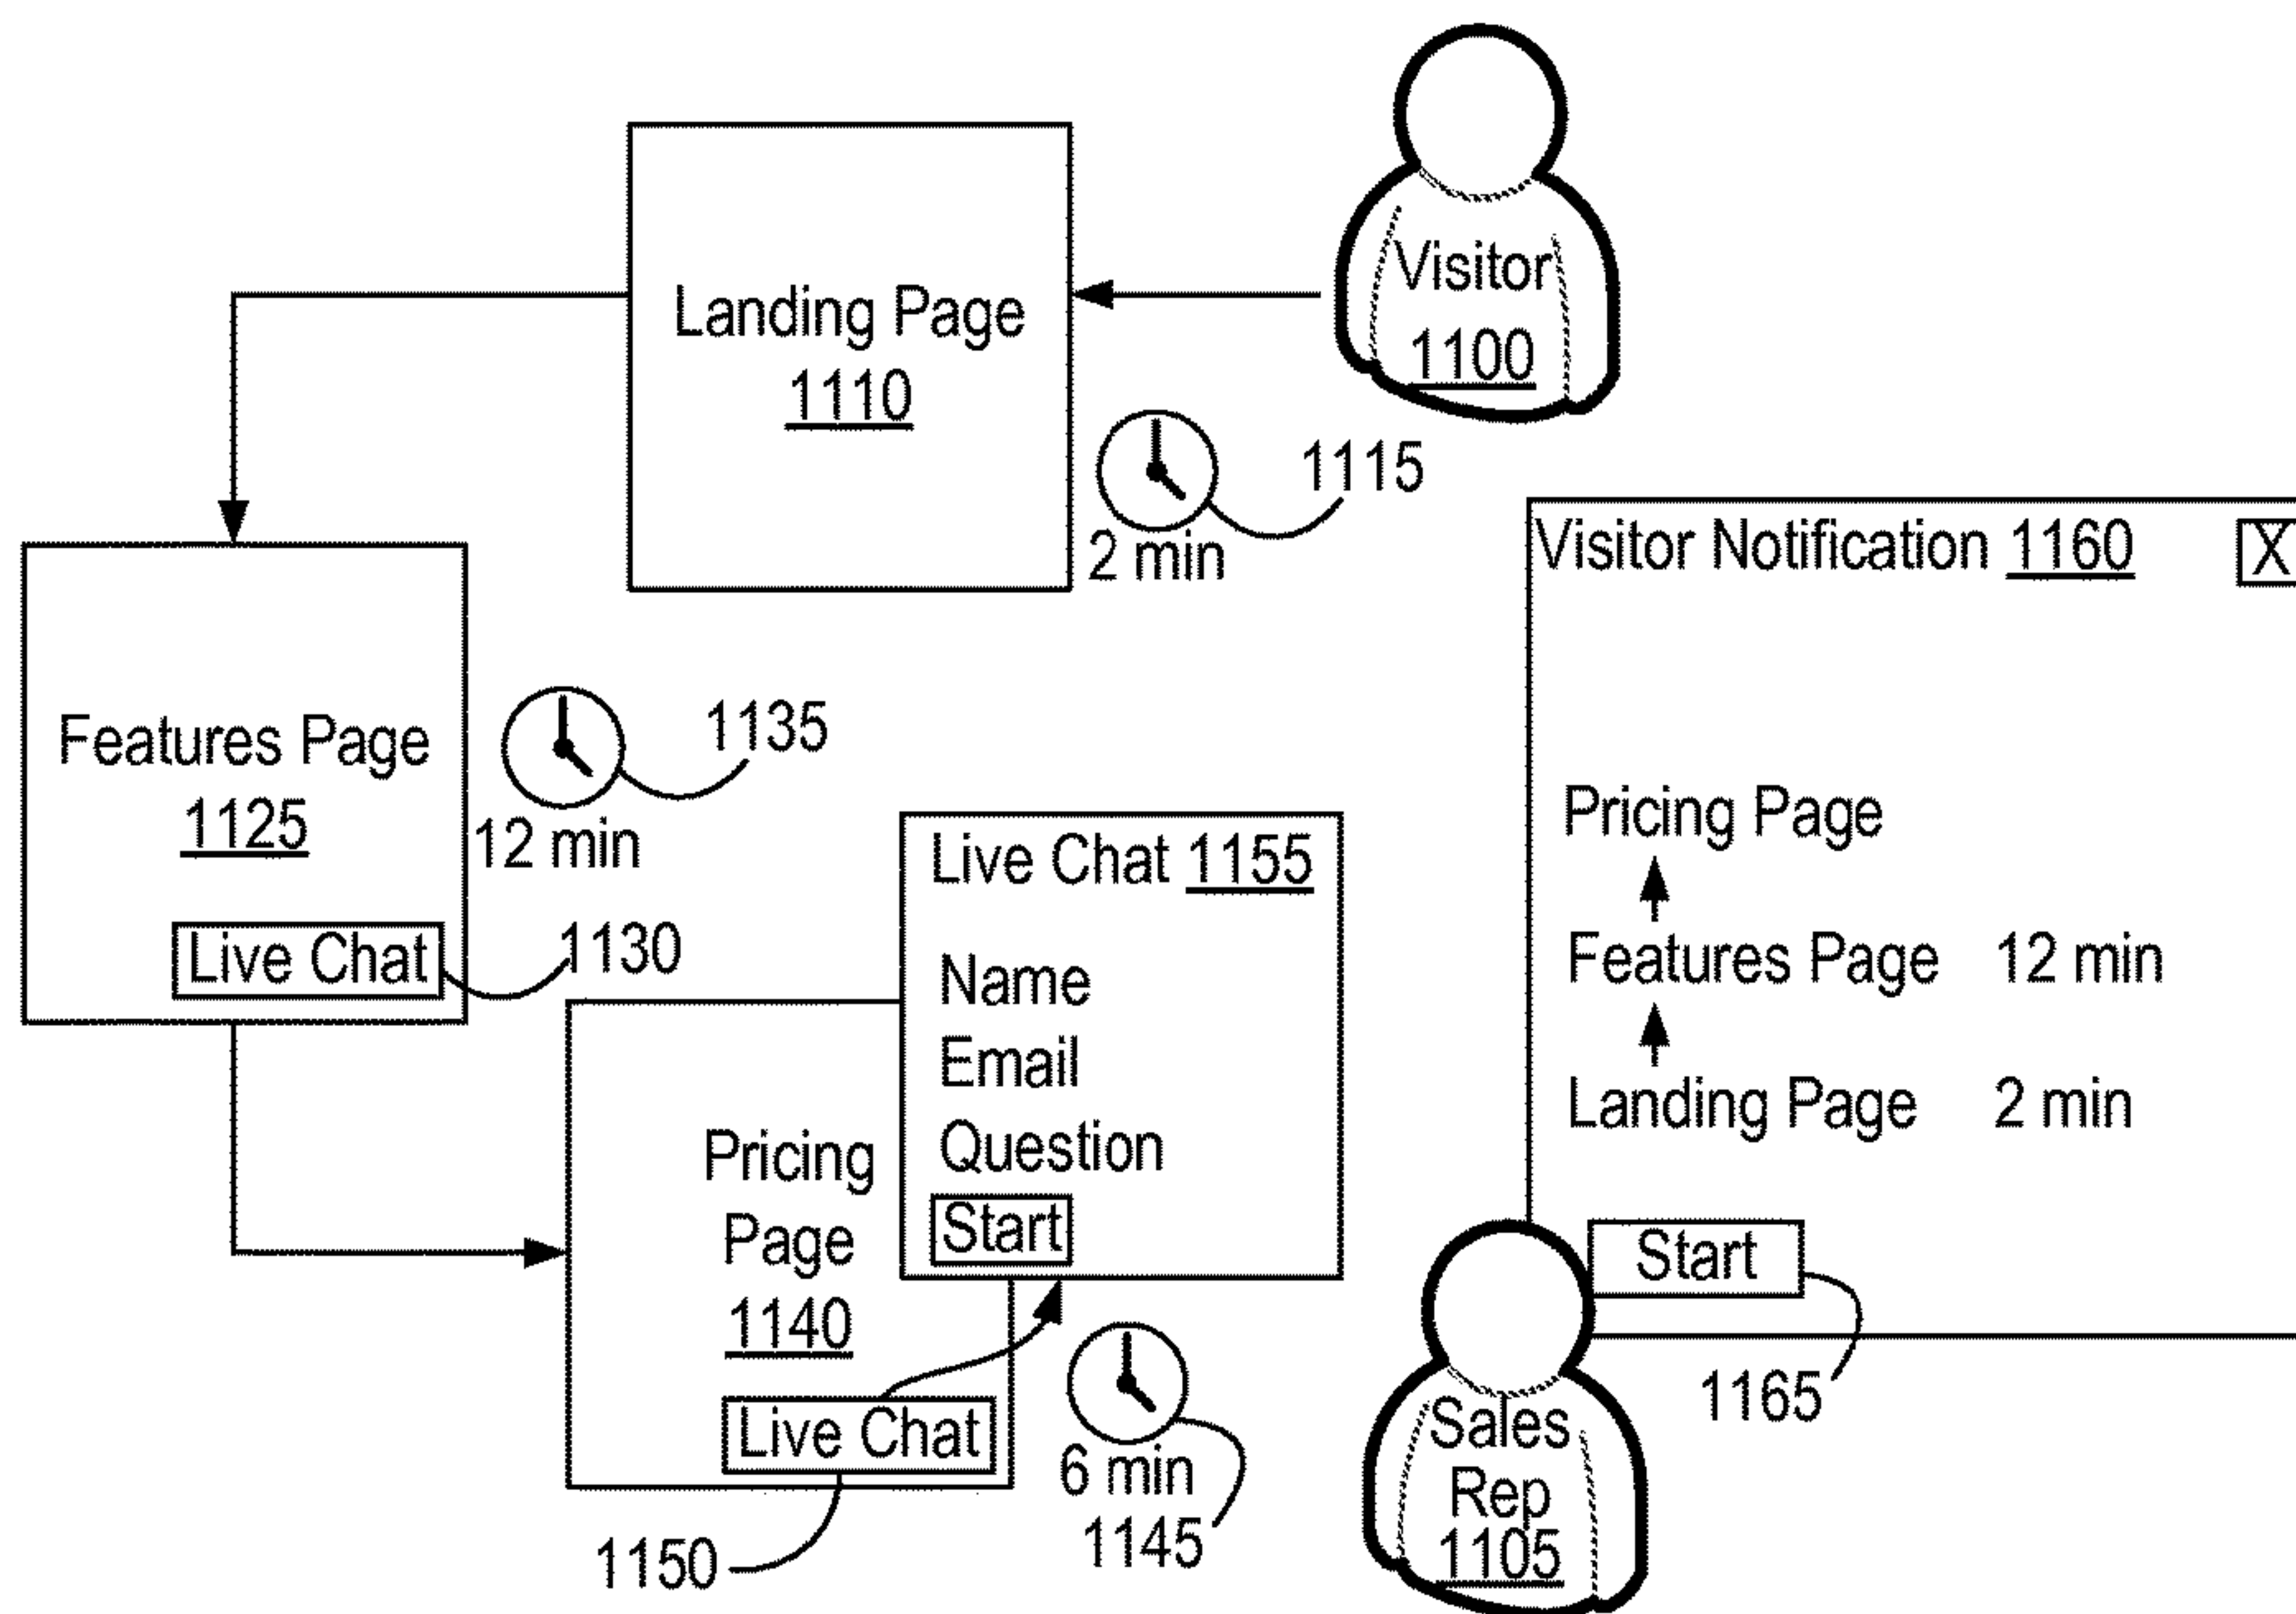 Visitor
1100
Landing Page
1110
1115
2 min
Features Page
1125
Live Chat
1130
1135
12 min
Pricing
Page
1140
Live Chat
1150
Live Chat 1155
Name
Email
Question
Start
6 min
1145
Visitor Notification 1160 X
Pricing Page
Features Page 12 min
Landing Page 2 min
Start
1165
Sales
Rep
1105